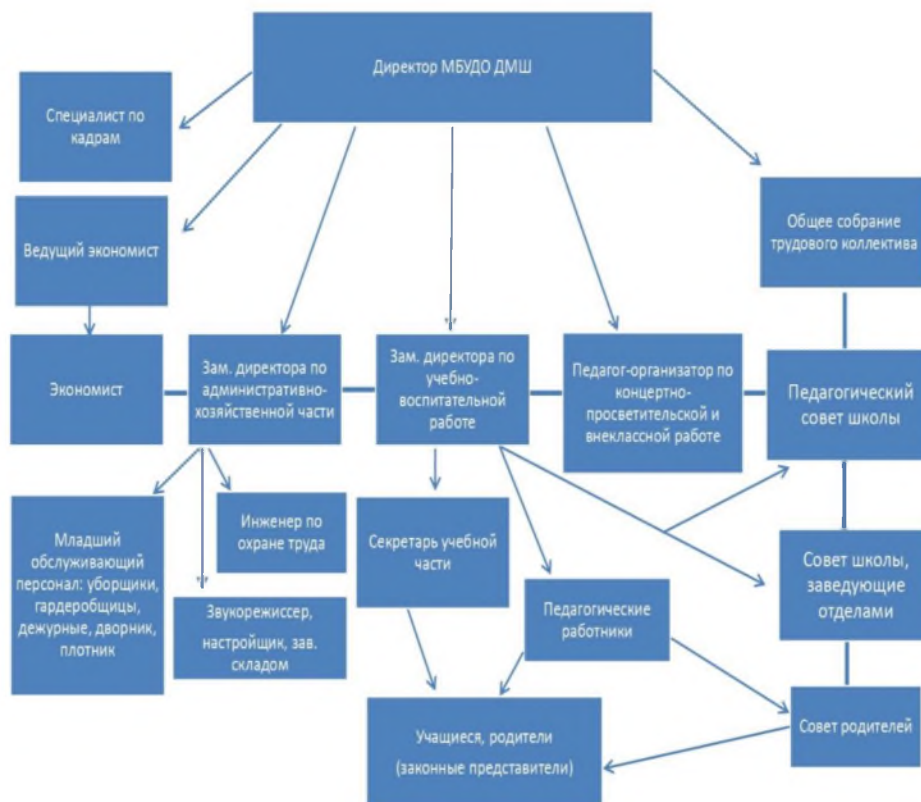 Директор МБУДО ДМШ
Специалист по
кадрам
Ведущий экономист
Общее собрание
трудового коллектива
Экономист
Зам. директора по
административно-
хозяйственной части
Зам. директора по
учебно-
воспитательной
работе
Педагог-организатор по
концертно-
просветительской и
внеклассной работе
Педагогический
совет школы
Младший
обслуживающий
персонал: уборщики,
гардеробщицы,
дежурные, дворник,
плотник
Инженер по
охране труда
Звукорежиссер,
настройщик, зав.
складом
Секретарь учебной
части
Педагогические
работники
Совет школы,
заведующие
отделами
Учащиеся, родители
(законные представители)
Совет родителей